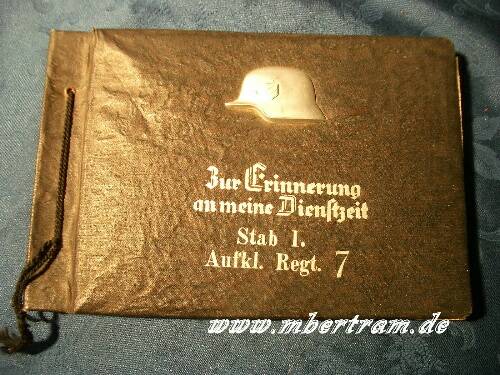 Zur Erinnerung
an meine Dienstzeit
Stab I.
Aufkl. Regt. 7
www.mbertram.de